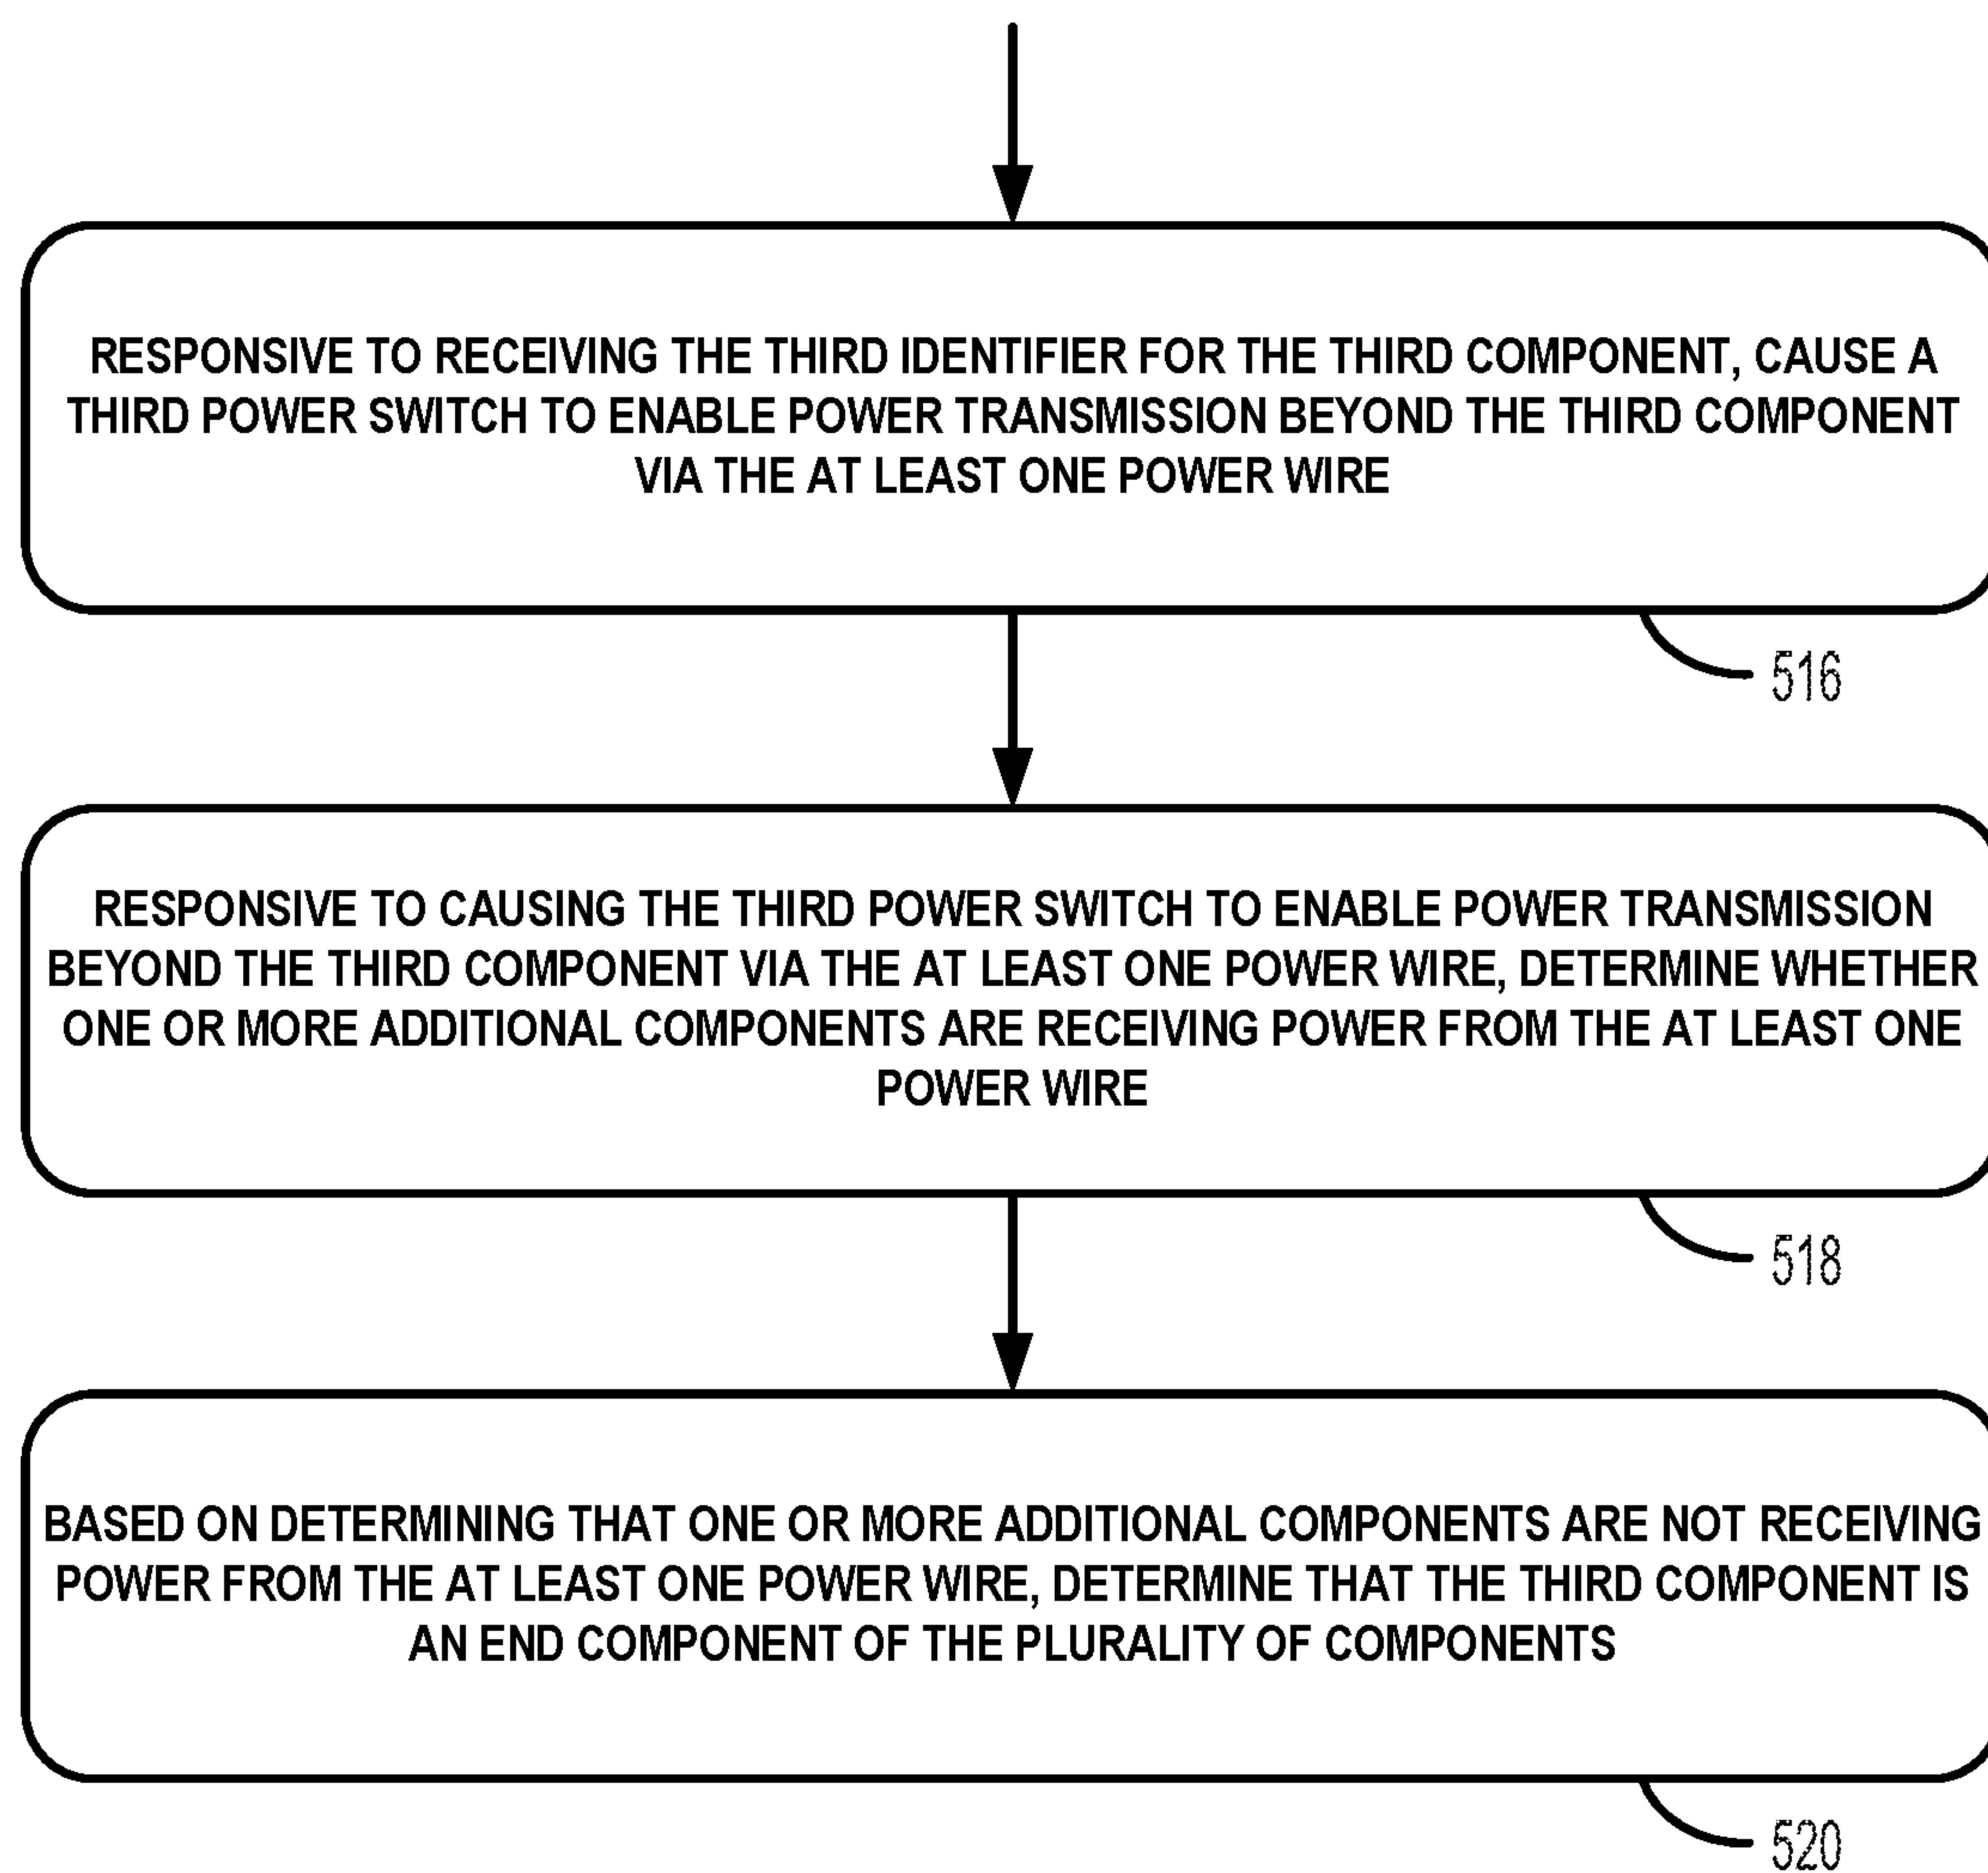 RESPONSIVE TO RECEIVING THE THIRD IDENTIFIER FOR THE THIRD COMPONENT, CAUSE A
THIRD POWER SWITCH TO ENABLE POWER TRANSMISSION BEYOND THE THIRD COMPONENT
VIA THE AT LEAST ONE POWER WIRE
516
RESPONSIVE TO CAUSING THE THIRD POWER SWITCH TO ENABLE POWER TRANSMISSION
BEYOND THE THIRD COMPONENT VIA THE AT LEAST ONE POWER WIRE, DETERMINE WHETHER
ONE OR MORE ADDITIONAL COMPONENTS ARE RECEIVING POWER FROM THE AT LEAST ONE
POWER WIRE
518
BASED ON DETERMINING THAT ONE OR MORE ADDITIONAL COMPONENTS ARE NOT RECEIVING
POWER FROM THE AT LEAST ONE POWER WIRE, DETERMINE THAT THE THIRD COMPONENT IS
AN END COMPONENT OF THE PLURALITY OF COMPONENTS
520